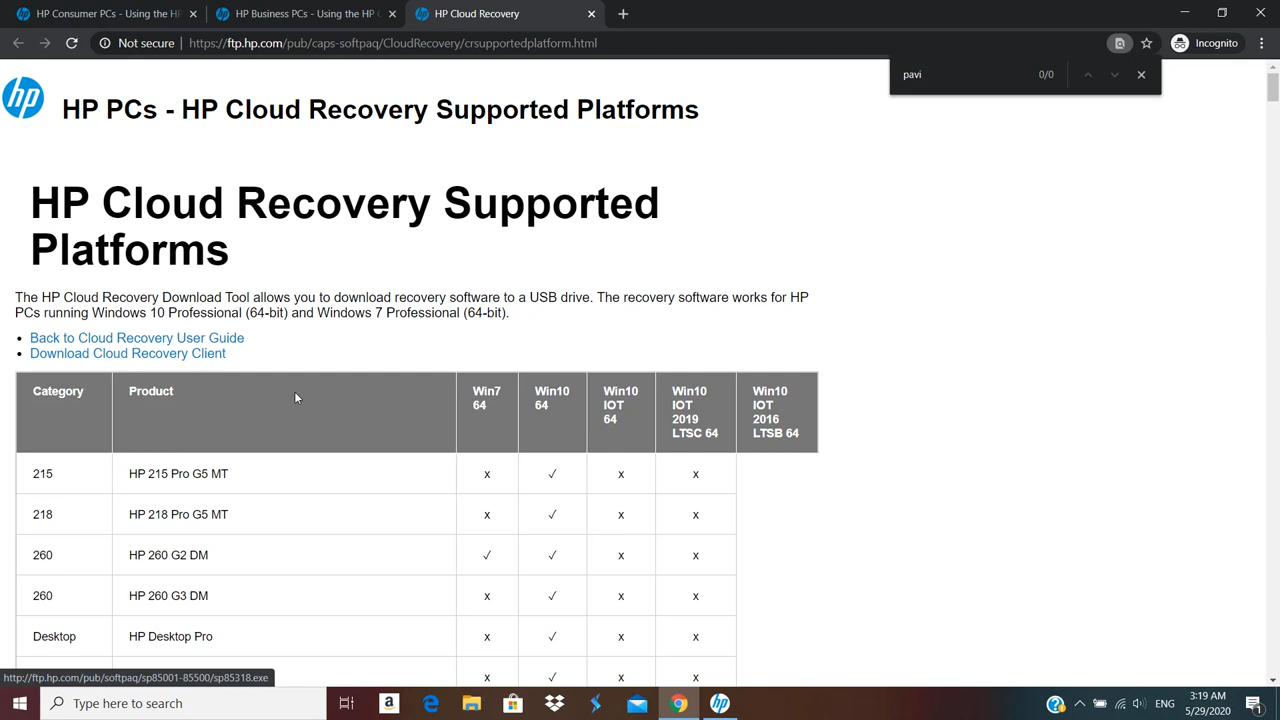 HP Consumer PCs - Using the HP
HP Business PCs - Using the HP C
HP Cloud Recovery
Not secure
https://ftp.hp.com/pub/caps-softpaq/CloudRecovery/crsupportedplatform.html
Incognito
pavi
0/0
hp
HP PCs - HP Cloud Recovery Supported Platforms
HP Cloud Recovery Supported
Platforms
The HP Cloud Recovery Download Tool allows you to download recovery software to a USB drive. The recovery software works for HP
PCs running Windows 10 Professional (64-bit) and Windows 7 Professional (64-bit).
• Back to Cloud Recovery User Guide
• Download Cloud Recovery Client
Category Product Win7 64 Win10 64 Win10 IOT 64 Win10 IOT 2019 LTSC 64 Win10 IOT 2016 LTSB 64
215 HP 215 Pro G5 MT x ✓ x x
218 HP 218 Pro G5 MT x ✓ x x
260 HP 260 G2 DM ✓ ✓ x x
260 HP 260 G3 DM x ✓ x x
Desktop HP Desktop Pro x ✓ x x
x ✓ x x
http://ftp.hp.com/pub/softpaq/sp85001-85500/sp85318.exe
Type here to search
a
hp
ENG
3:19 AM
5/29/2020
1